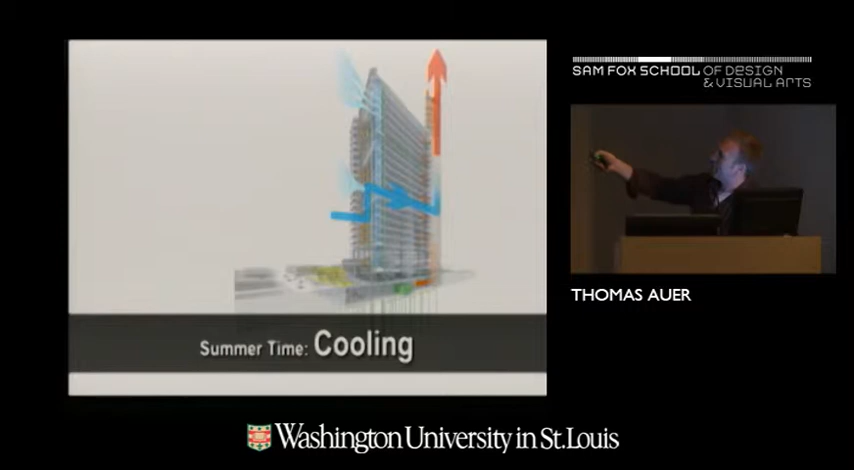 SAM FOX SCHOOL OF DESIGN
& VISUAL ARTS
THOMAS AUER
Summer Time: Cooling
Washington University in St. Louis